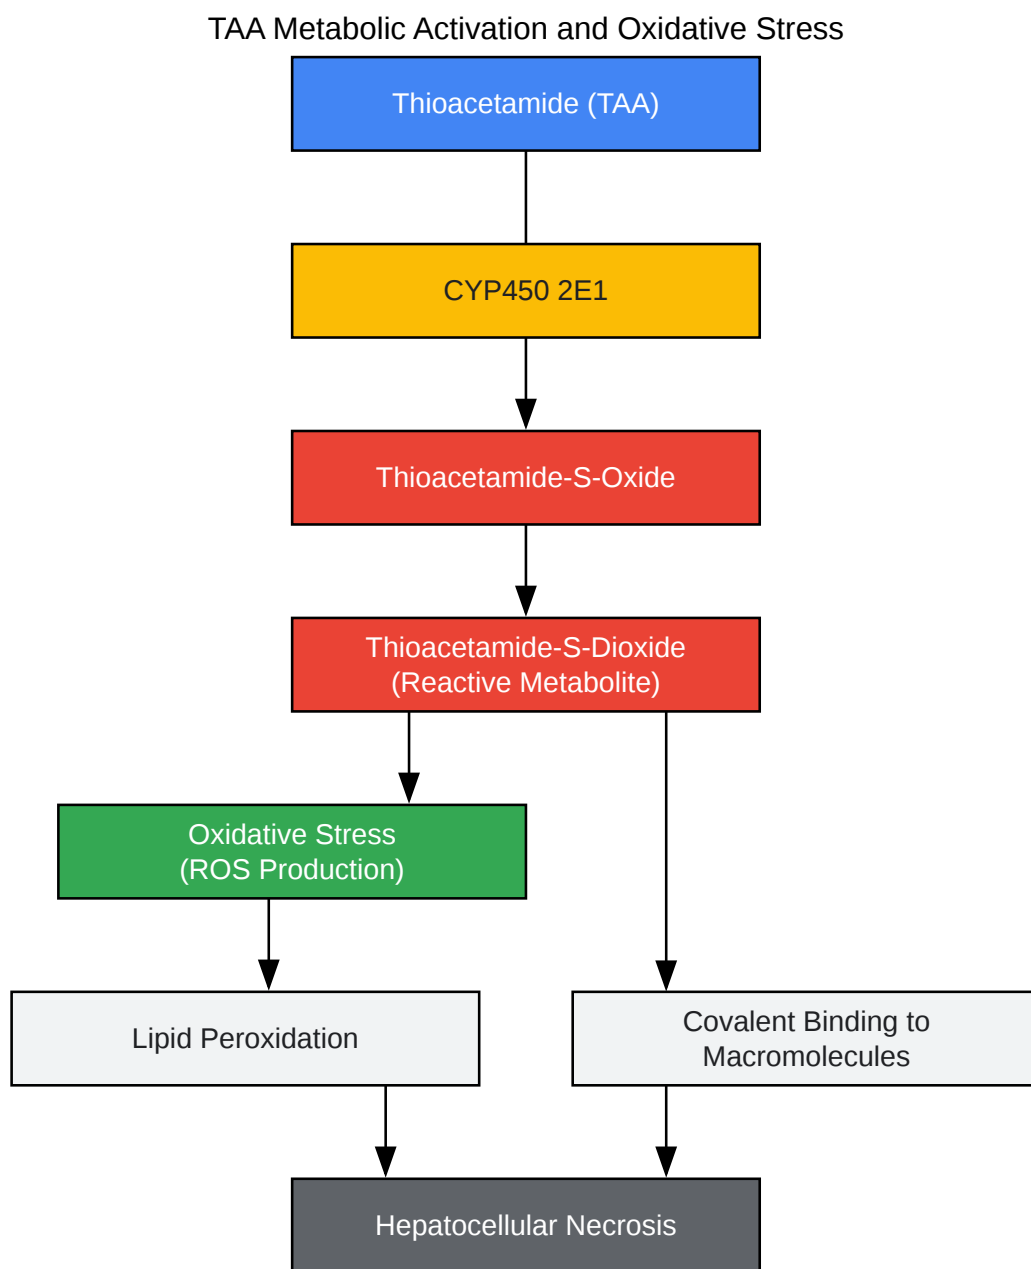 TAA Metabolic Activation and Oxidative Stress
Thioacetamide (TAA)
CYP450 2E1
Thioacetamide-S-Oxide
Thioacetamide-S-Dioxide
(Reactive Metabolite)
Oxidative Stress
(ROS Production)
Lipid Peroxidation
Covalent Binding to
Macromolecules
Hepatocellular Necrosis